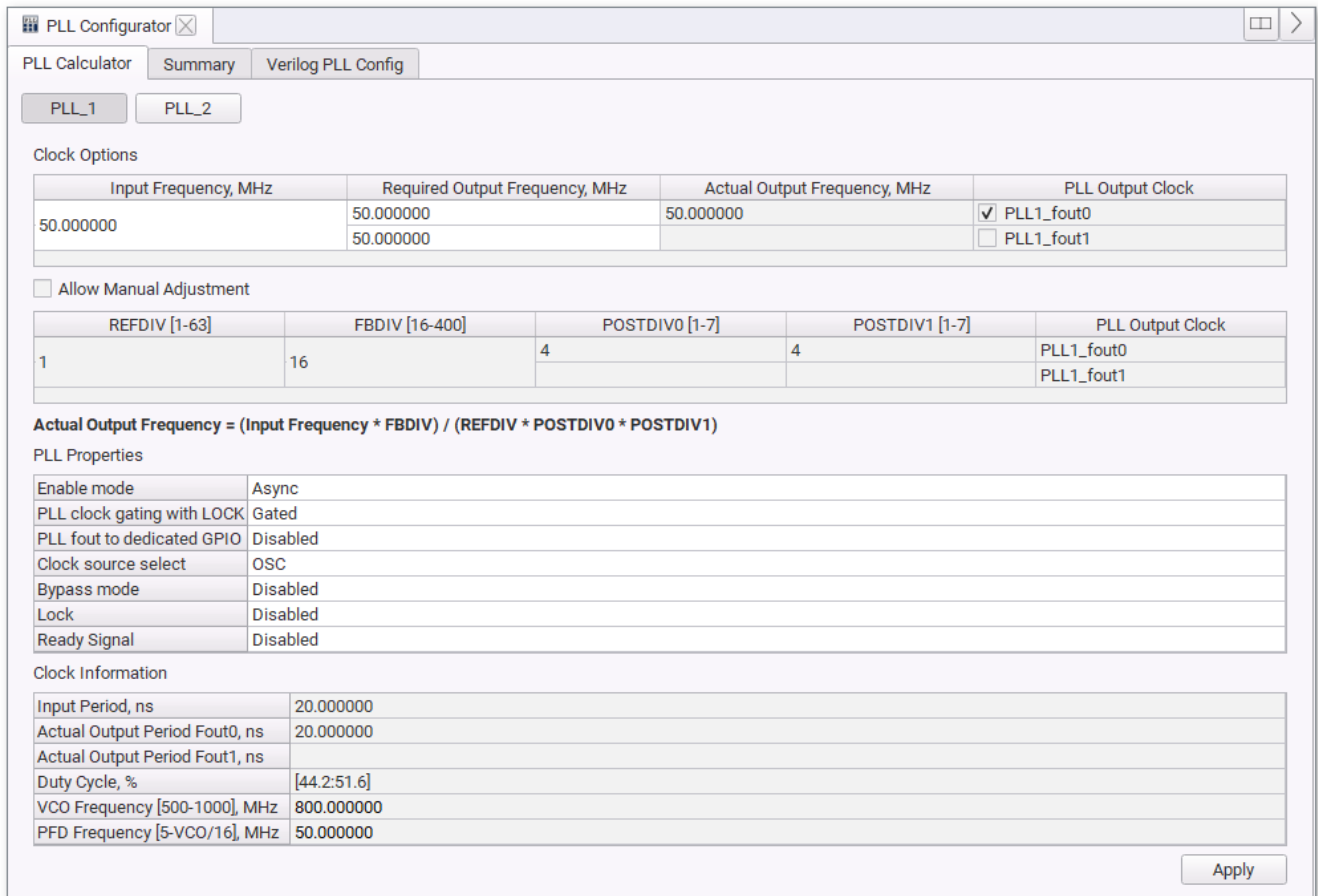 PLL Configurator
PLL Calculator Summary Verilog PLL Config
PLL_1 PLL_2
Clock Options
Input Frequency, MHz Required Output Frequency, MHz Actual Output Frequency, MHz PLL Output Clock
50.000000 50.000000 50.000000 PLL1_fout0
50.000000 PLL1_fout1
Allow Manual Adjustment
REFDIV [1-63] FBDIV [16-400] POSTDIV0 [1-7] POSTDIV1 [1-7] PLL Output Clock
1 16 4 4 PLL1_fout0
PLL1_fout1
Actual Output Frequency = (Input Frequency * FBDIV) / (REFDIV * POSTDIV0 * POSTDIV1)
PLL Properties
Enable mode Async
PLL clock gating with LOCK Gated
PLL fout to dedicated GPIO Disabled
Clock source select OSC
Bypass mode Disabled
Lock Disabled
Ready Signal Disabled
Clock Information
Input Period, ns 20.000000
Actual Output Period Fout0, ns 20.000000
Actual Output Period Fout1, ns
Duty Cycle, % [44.2:51.6]
VCO Frequency [500-1000], MHz 800.000000
PFD Frequency [5-VCO/16], MHz 50.000000
Apply